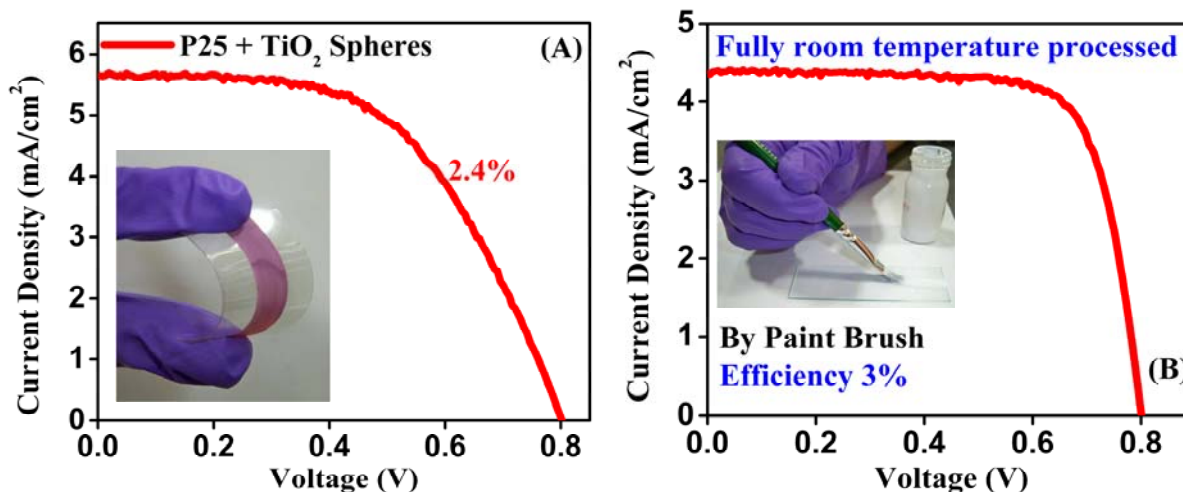 P25 + TiO₂ Spheres
(A)
2.4%
Current Density (mA/cm²)
6
5
4
3
2
1
0
0.0 0.2 0.4 0.6 0.8
Voltage (V)
Fully room temperature processed
By Paint Brush
Efficiency 3%
(B)
Current Density (mA/cm²)
5
4
3
2
1
0
0.0 0.2 0.4 0.6 0.8
Voltage (V)